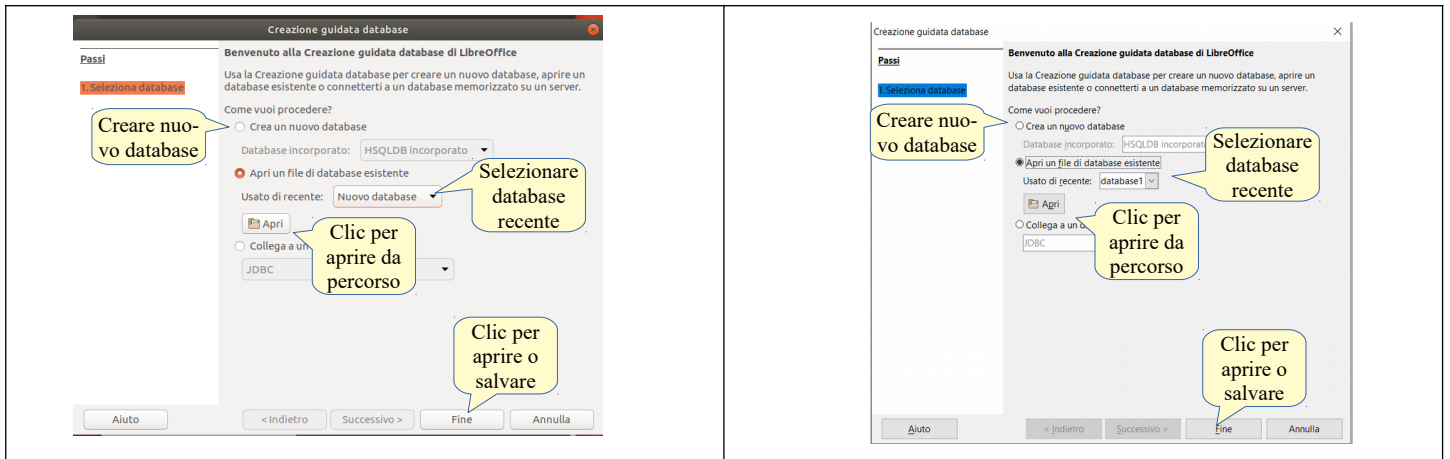 Creazione guidata database
Passi
1. Seleziona database
Benvenuto alla Creazione guidata database di LibreOffice
Usa la Creazione guidata database per creare un nuovo database, aprire un
database esistente o connetterti a un database memorizzato su un server.
Come vuoi procedere?
Creare nuo-
vo database
Crea un nuovo database
Database incorporato: HSQLDB incorporato
Apri un file di database esistente
Selezionare
database
recente
Usato di recente: Nuovo database
Apri
Clic per
aprire da
percorso
Collega a un
JDBC
Clic per
aprire o
salvare
Aiuto
< Indietro
Successivo >
Fine
Annulla
Creazione guidata database
Passi
1.Seleziona database
Benvenuto alla Creazione guidata database di LibreOffice
Usa la Creazione guidata database per creare un nuovo database, aprire un
database esistente o connetterti a un database memorizzato su un server.
Come vuoi procedere?
Creare nuo-
vo database
Crea un nuovo database
Database incorporato: HSQLDB incorporat
Selezionare
database
recente
Apri un file di database esistente
Usato di recente: database1
Apri
Clic per
aprire da
percorso
Collega a un d
JDBC
Clic per
aprire o
salvare
Aiuto
< Indietro
Successivo >
Fine
Annulla